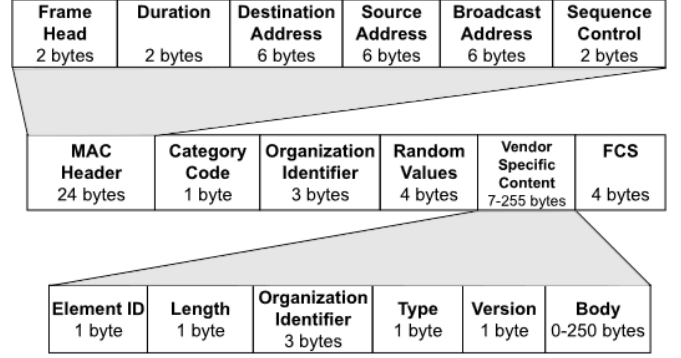 Frame Head
2 bytes
Duration
2 bytes
Destination Address
6 bytes
Source Address
6 bytes
Broadcast Address
6 bytes
Sequence Control
2 bytes
MAC Header
24 bytes
Category Code
1 byte
Organization Identifier
3 bytes
Random Values
4 bytes
Vendor Specific Content
7-255 bytes
FCS
4 bytes
Element ID
1 byte
Length
1 byte
Organization Identifier
3 bytes
Type
1 byte
Version
1 byte
Body
0-250 bytes